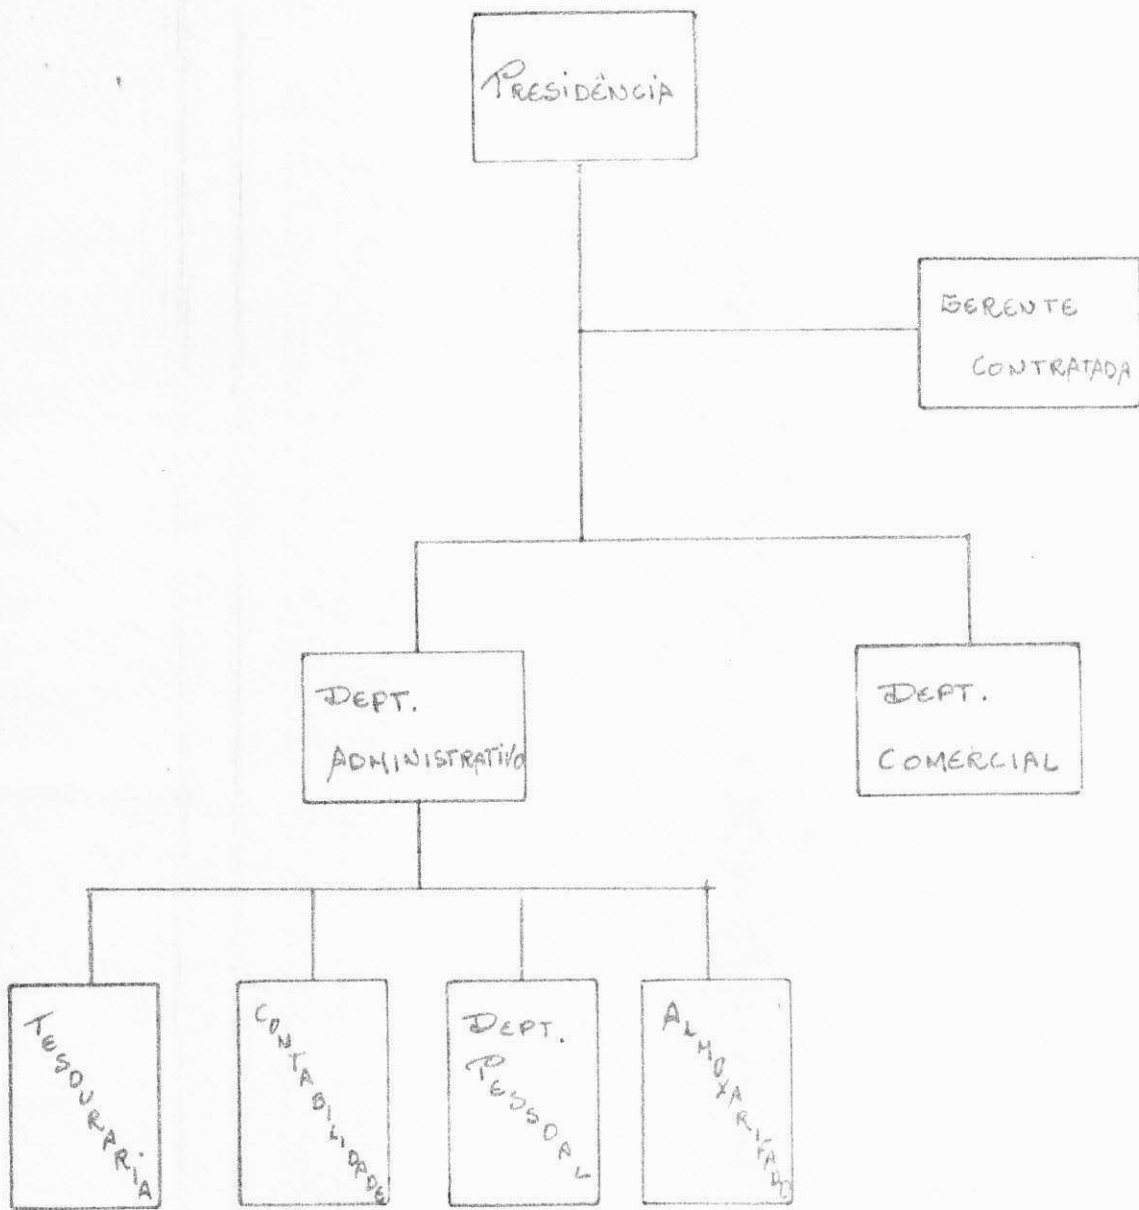 PRESIDÊNCIA
GERENTE
CONTRATADA
DEPT.
ADMINISTRATIVO
DEPT.
COMERCIAL
TESOURARIA
CONTABILIDADE
DEPT.
PESSOAL
ALMOXARIFADO